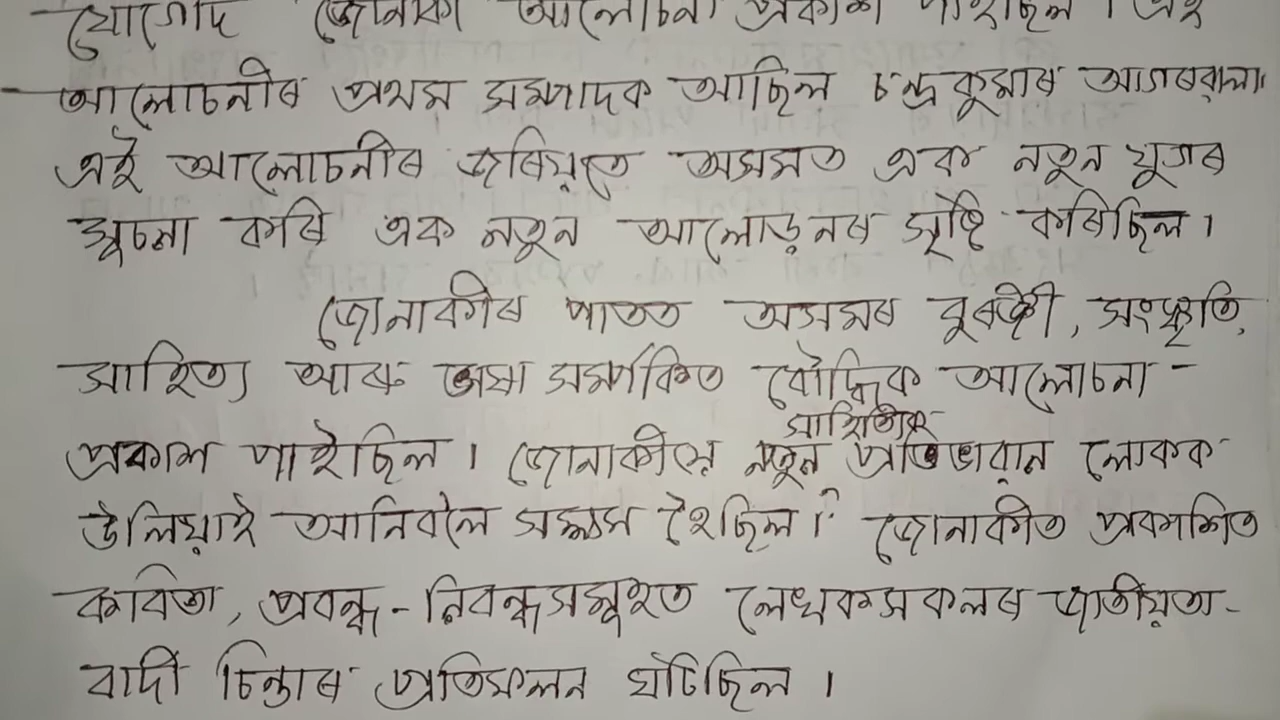 যোগেদি জোনাকী আলোচনী প্ৰকাশ পাইছিল। এই
আলোচনীৰ প্ৰথম সম্পাদক আছিল চন্দ্ৰকুমাৰ আগৰৱালা।
এই আলোচনীৰ জৰিয়তে অসমত এক নতুন যুগৰ
সূচনা কৰি এক নতুন আলোড়নৰ সৃষ্টি কৰিছিল।
জোনাকীৰ পাতত অসমৰ বুৰঞ্জী, সংস্কৃতি,
সাহিত্য আৰু ভাষা সম্পৰ্কিত বৌদ্ধিক আলোচনা -
সাহিত্যিক
প্ৰকাশ পাইছিল। জোনাকীয়ে নতুন প্ৰতিভাৱান লোকক
উলিয়াই আনিবলৈ সক্ষম হৈছিল। জোনাকীত প্ৰকাশিত
কবিতা, প্ৰবন্ধ - নিবন্ধসমূহত লেখকসকলৰ জাতীয়তা-
বাদী চিন্তাৰ প্ৰতিফলন ঘটিছিল।